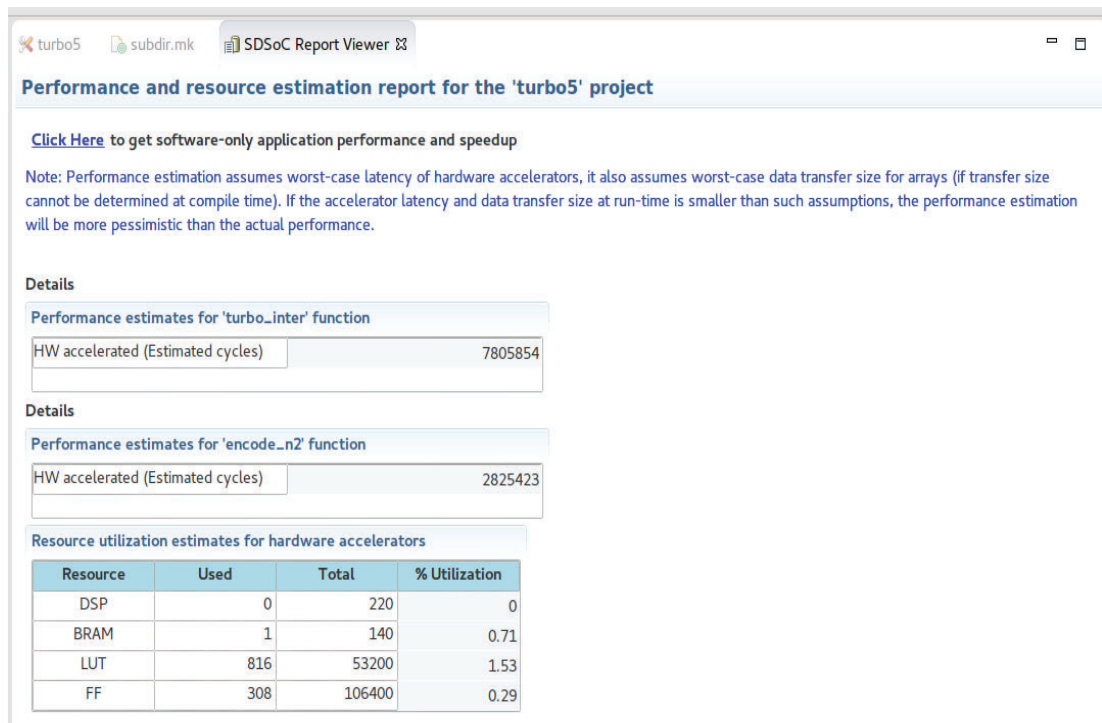 turbo5 subdir.mk SDSoC Report Viewer
Performance and resource estimation report for the 'turbo5' project
Click Here to get software-only application performance and speedup
Note: Performance estimation assumes worst-case latency of hardware accelerators, it also assumes worst-case data transfer size for arrays (if transfer size
cannot be determined at compile time). If the accelerator latency and data transfer size at run-time is smaller than such assumptions, the performance estimation
will be more pessimistic than the actual performance.
Details
Performance estimates for 'turbo_inter' function
HW accelerated (Estimated cycles) 7805854
Details
Performance estimates for 'encode_n2' function
HW accelerated (Estimated cycles) 2825423
Resource utilization estimates for hardware accelerators
Resource Used Total % Utilization
DSP 0 220 0
BRAM 1 140 0.71
LUT 816 53200 1.53
FF 308 106400 0.29